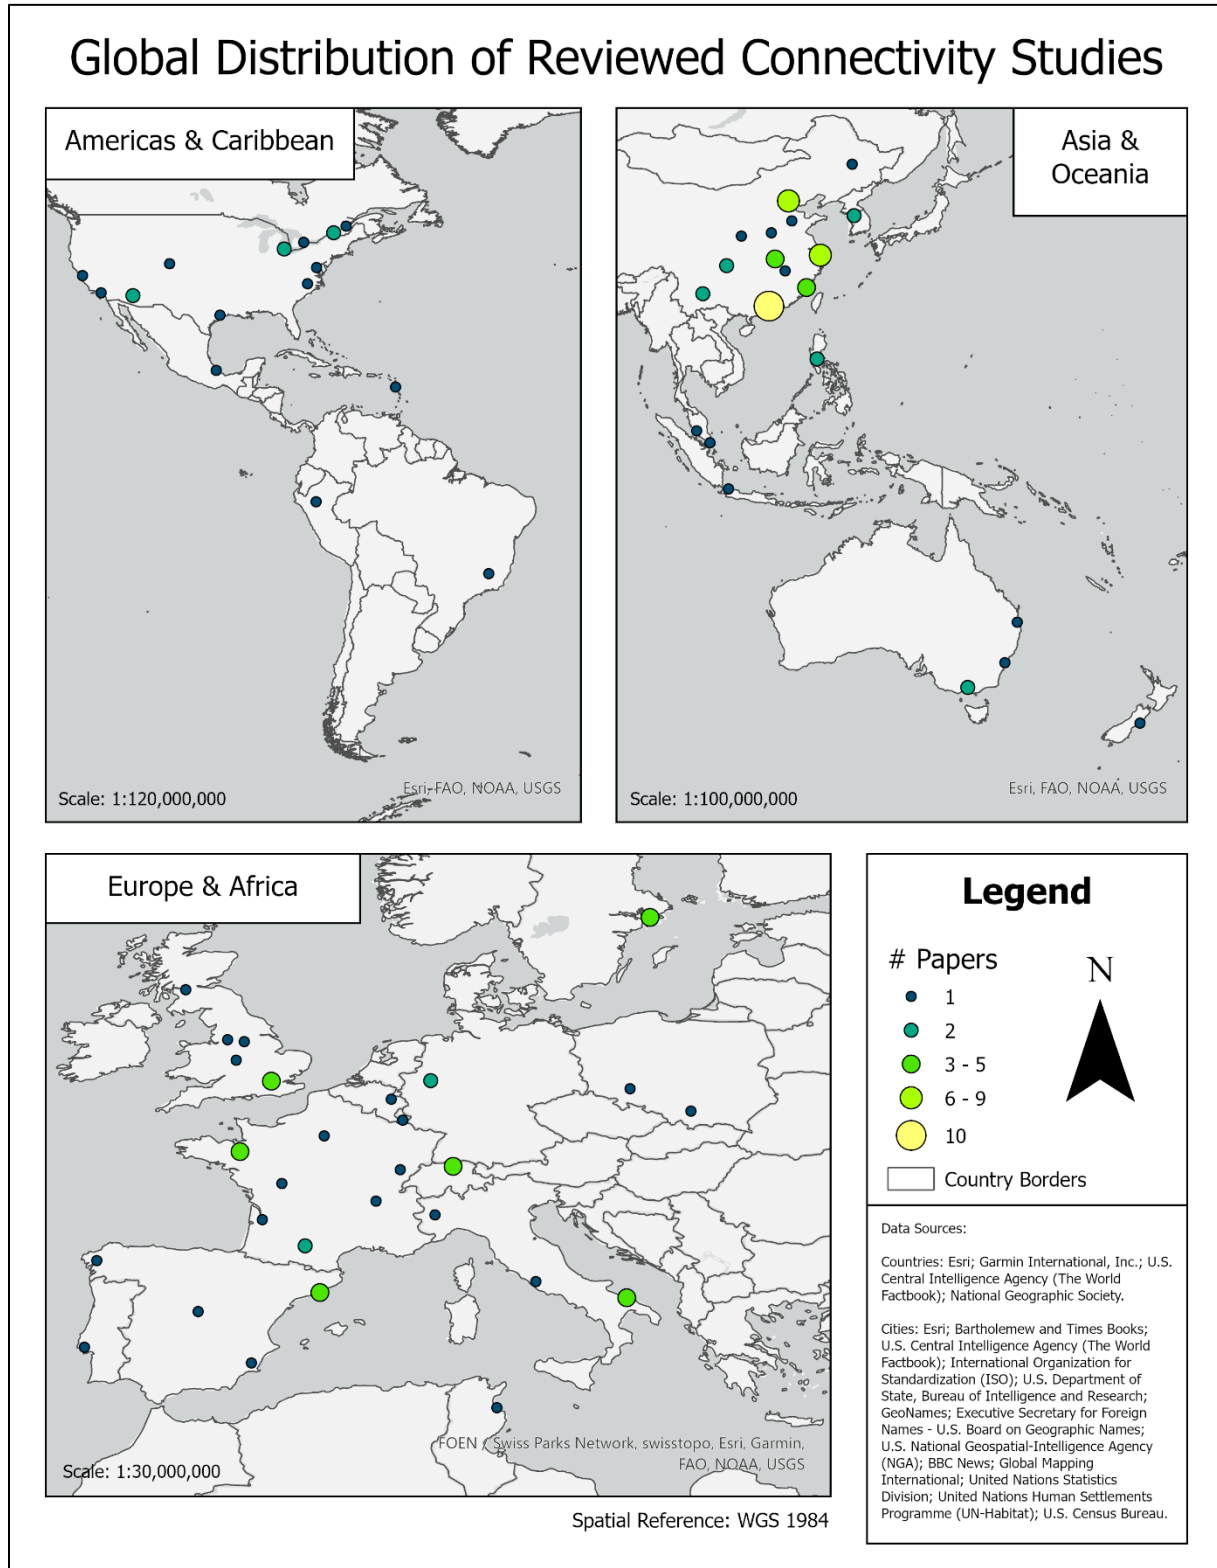 Global Distribution of Reviewed Connectivity Studies
Americas & Caribbean
Scale: 1:120,000,000
Esri, FAO, NOAA, USGS
Asia &
Oceania
Scale: 1:100,000,000
Esri, FAO, NOAA, USGS
Europe & Africa
FOEN / Swiss Parks Network, swisstopo, Esri, Garmin,
FAO, NOAA, USGS
Scale: 1:30,000,000
Spatial Reference: WGS 1984
Legend
# Papers
1
2
3 - 5
6 - 9
10
Country Borders
N
Data Sources:
Countries: Esri; Garmin International, Inc.; U.S.
Central Intelligence Agency (The World
Factbook); National Geographic Society.
Cities: Esri; Bartholemew and Times Books;
U.S. Central Intelligence Agency (The World
Factbook); International Organization for
Standardization (ISO); U.S. Department of
State, Bureau of Intelligence and Research;
GeoNames; Executive Secretary for Foreign
Names - U.S. Board on Geographic Names;
U.S. National Geospatial-Intelligence Agency
(NGA); BBC News; Global Mapping
International; United Nations Statistics
Division; United Nations Human Settlements
Programme (UN-Habitat); U.S. Census Bureau.